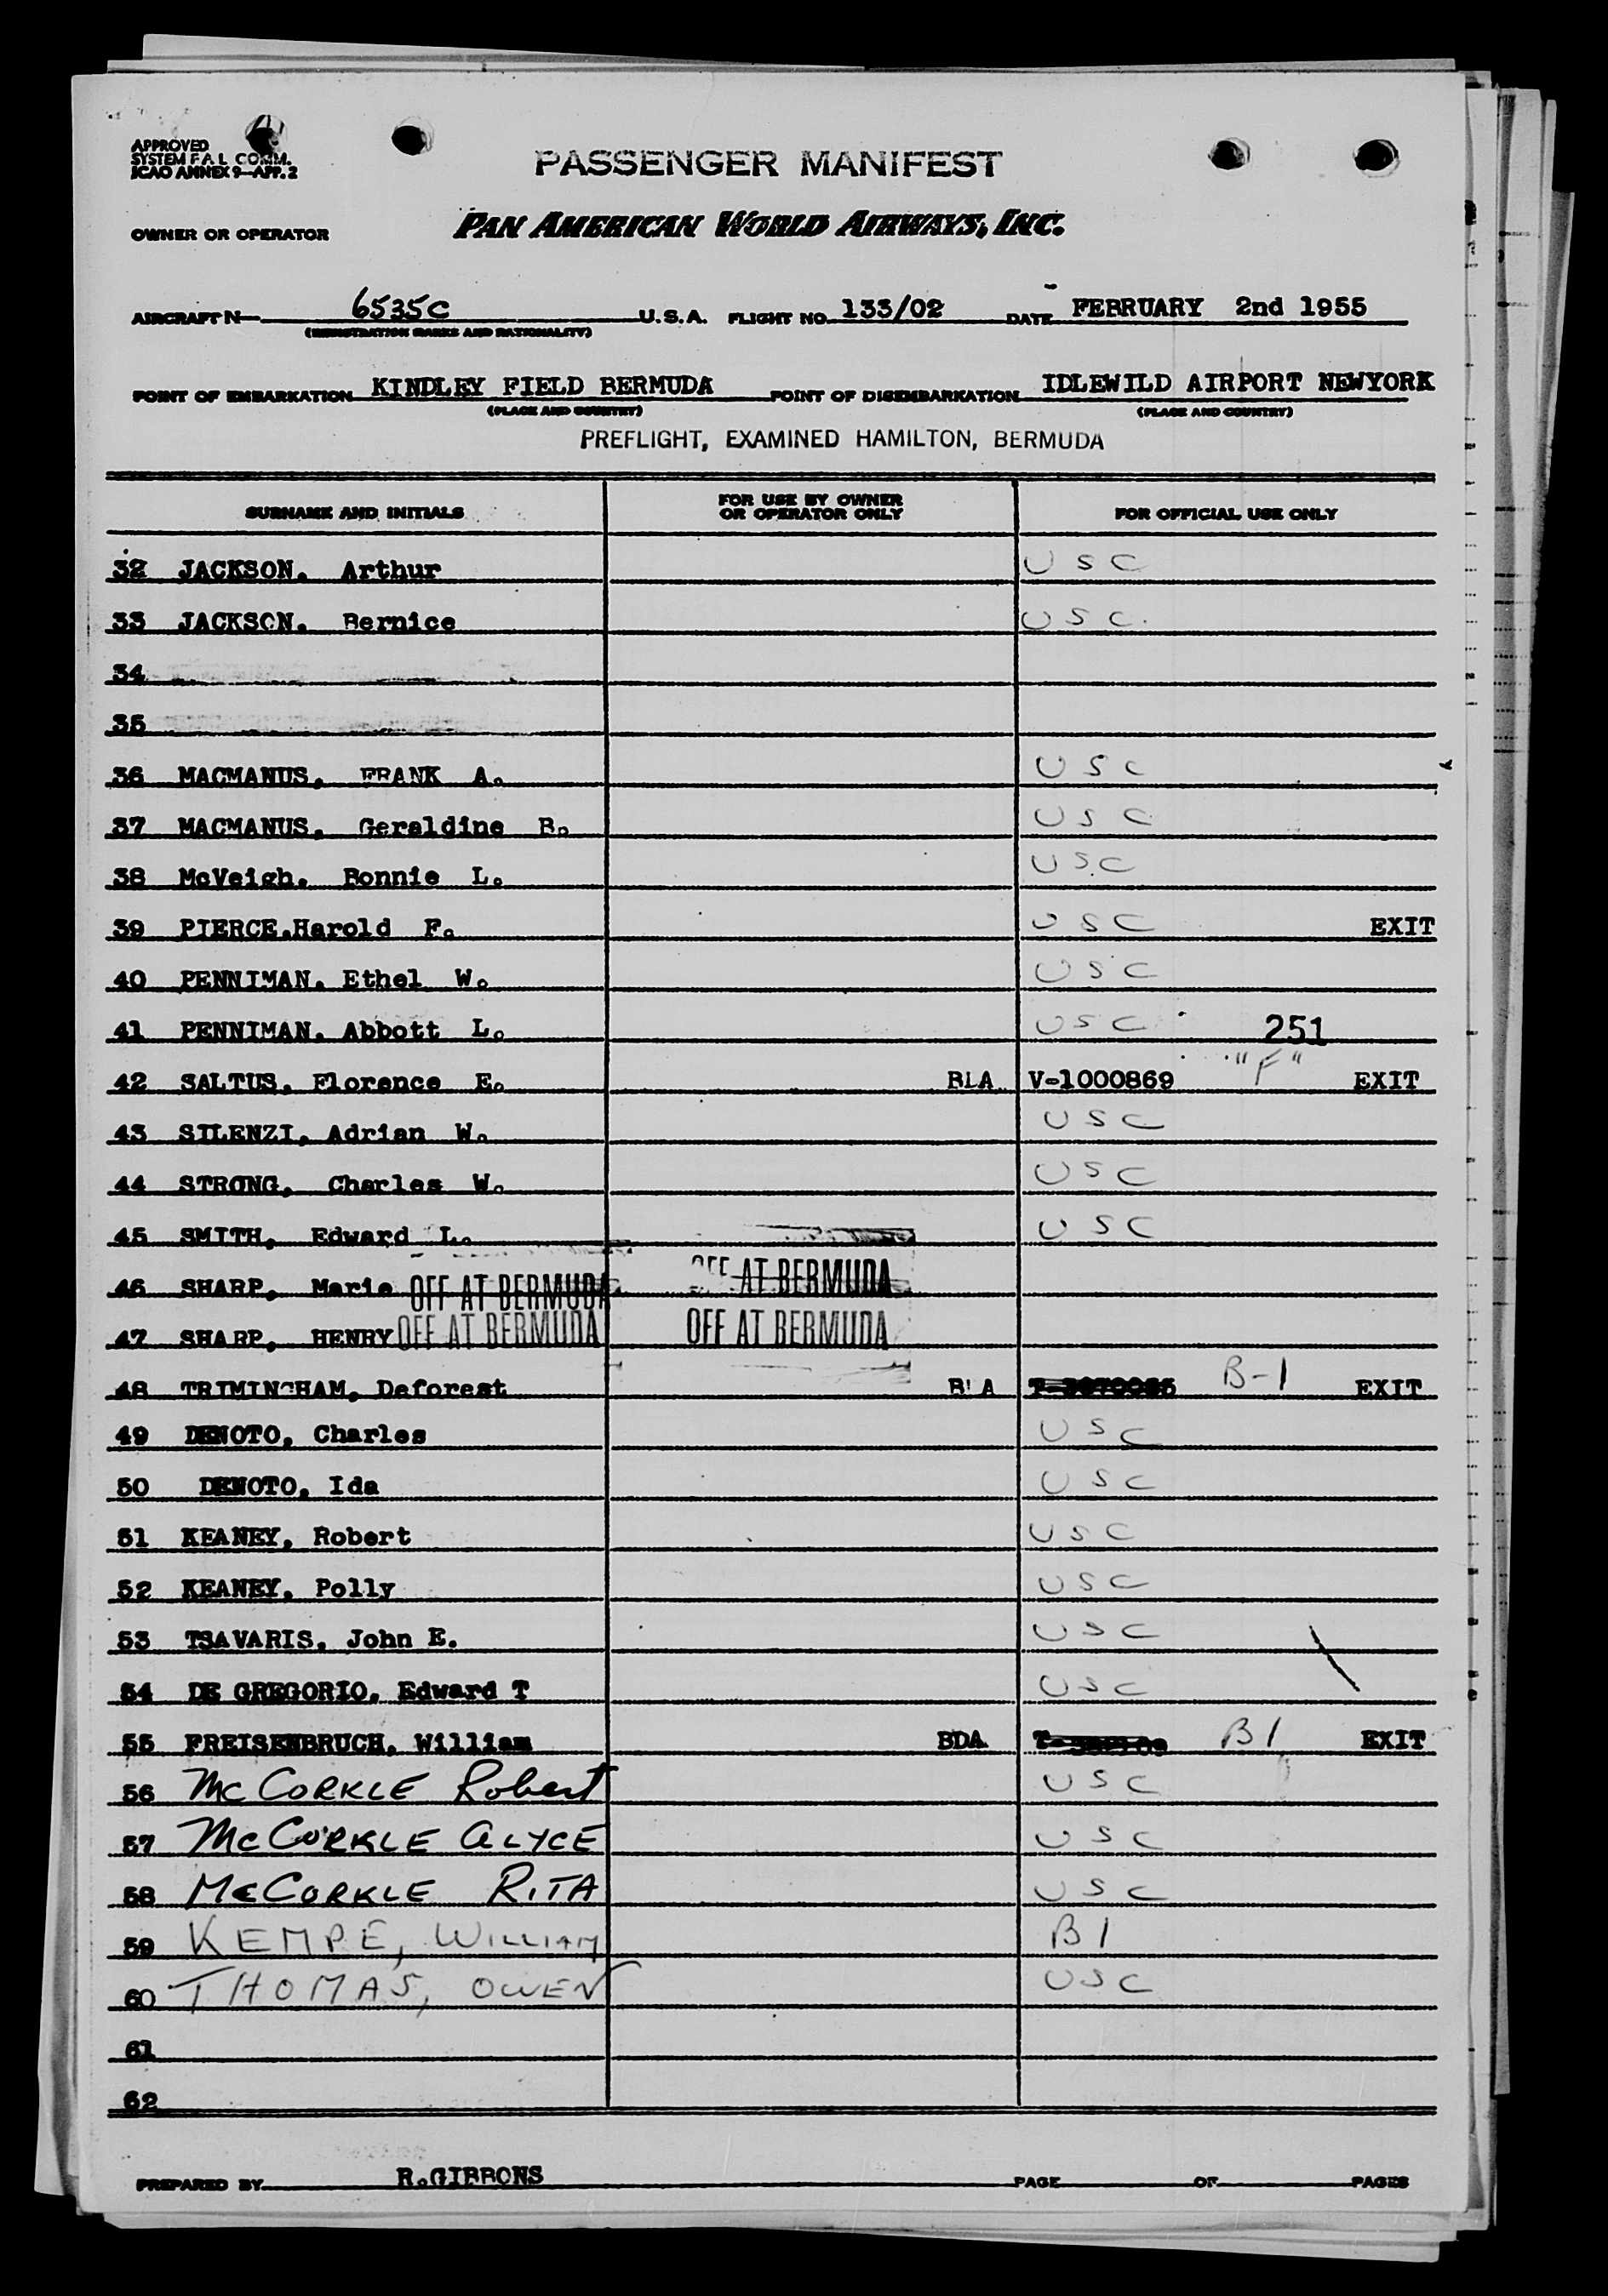 APPROVED
SYSTEM F A L COMM.
ICAO ANNEX 9—APP. 2
PASSENGER MANIFEST
OWNER OR OPERATOR PAN AMERICAN WORLD AIRWAYS, INC.
AIRCRAFT N 6535C U.S.A. FLIGHT NO. 133/02 DATE FEBRUARY 2nd 1955
(REGISTRATION MARKS AND NATIONALITY)
POINT OF EMBARKATION KINDLEY FIELD BERMUDA POINT OF DISEMBARKATION IDLEWILD AIRPORT NEWYORK
(PLACE AND COUNTRY) (PLACE AND COUNTRY)
PREFLIGHT, EXAMINED HAMILTON, BERMUDA
SURNAME AND INITIALS FOR USE BY OWNER OR OPERATOR ONLY FOR OFFICIAL USE ONLY
32 JACKSON. Arthur USC
33 JACKSON. Bernice USC.
34
35
36 MACMANUS. FRANK A. USC
37 MACMANUS. Geraldine B. USC
38 McVeigh. Bonnie L. USC
39 PIERCE.Harold F. USC EXIT
40 PENNIMAN. Ethel W. USC
41 PENNIMAN. Abbott L. USC 251
42 SALTUS. Florence E. BLA V-1000869 "F" EXIT
43 SILENZI. Adrian W. USC
44 STRONG. Charles W. USC
45 SMITH. Edward L. USC
46 SHARP. Marie OFF AT BERMUDA OFF AT BERMUDA
47 SHARP. HENRY OFF AT BERMUDA OFF AT BERMUDA
48 TRIMINGHAM, Deforest BLA B-1 EXIT
49 DENOTO, Charles USC
50 DENOTO, Ida USC
51 KEANEY, Robert USC
52 KEANEY, Polly USC
53 TSAVARIS. John E. USC
54 DE GREGORIO, Edward T USC
55 FREISENBRUCH, William BDA B1 EXIT
56 McCORKLE Robert USC
57 McCORKLE ALYCE USC
58 McCORKLE RITA USC
59 KEMPE, WILLIAM B1
60 THOMAS, OWEN USC
61
62
PREPARED BY R.GIBBONS PAGE OF PAGES